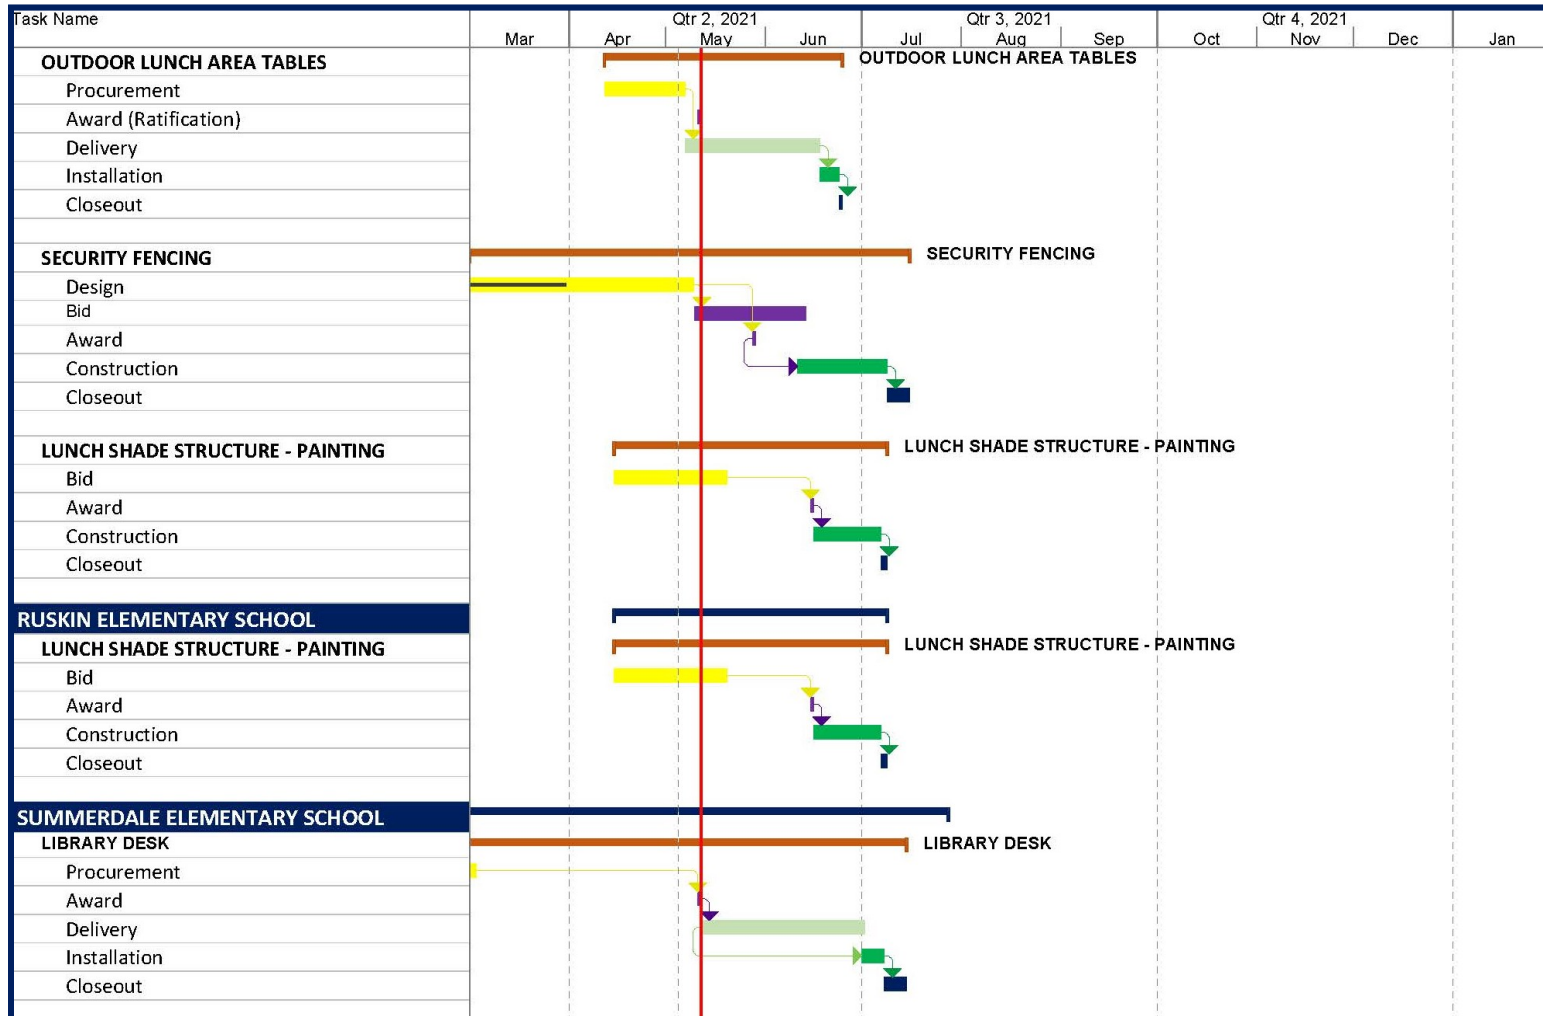 Task Name
Qtr 2, 2021 Qtr 3, 2021 Qtr 4, 2021
Mar Apr May Jun Jul Aug Sep Oct Nov Dec Jan
OUTDOOR LUNCH AREA TABLES OUTDOOR LUNCH AREA TABLES
Procurement
Award (Ratification)
Delivery
Installation
Closeout
SECURITY FENCING SECURITY FENCING
Design
Bid
Award
Construction
Closeout
LUNCH SHADE STRUCTURE - PAINTING LUNCH SHADE STRUCTURE - PAINTING
Bid
Award
Construction
Closeout
RUSKIN ELEMENTARY SCHOOL
LUNCH SHADE STRUCTURE - PAINTING LUNCH SHADE STRUCTURE - PAINTING
Bid
Award
Construction
Closeout
SUMMERDALE ELEMENTARY SCHOOL
LIBRARY DESK LIBRARY DESK
Procurement
Award
Delivery
Installation
Closeout